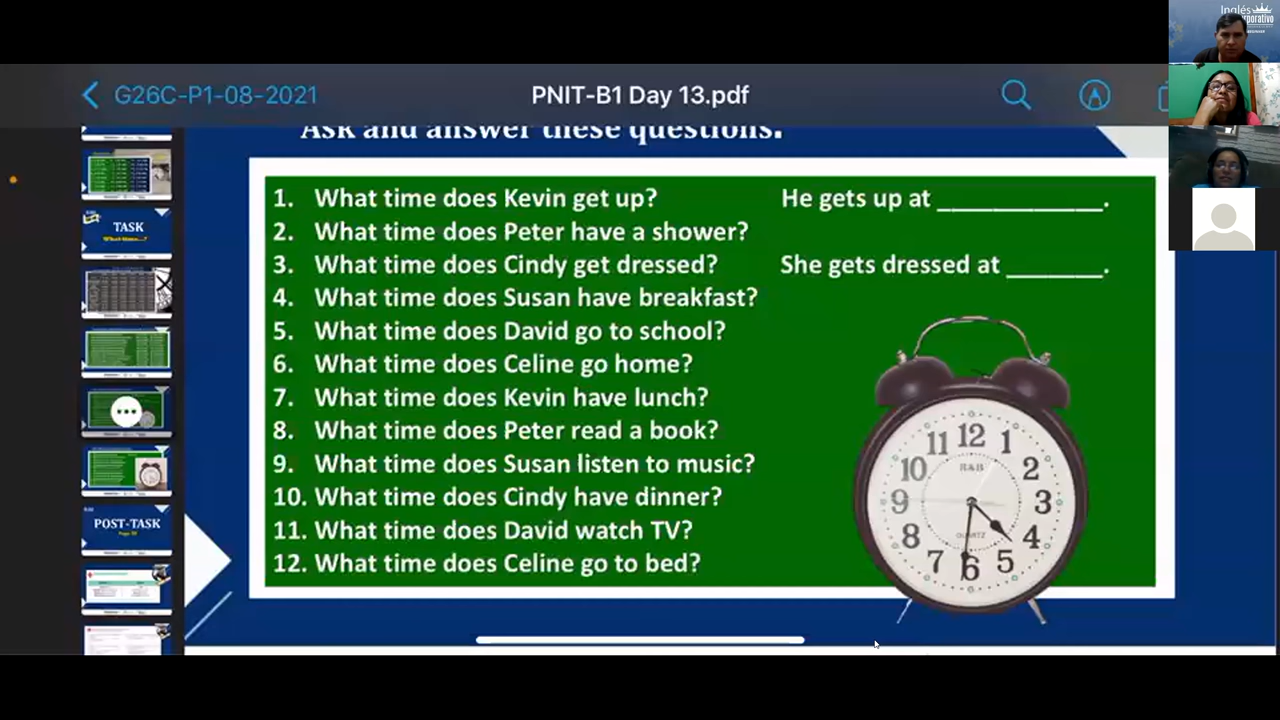 Inglés
G26C-P1-08-2021
PNIT-B1 Day 13.pdf
Ask and answer these questions.
1. What time does Kevin get up? He gets up at _____________.
2. What time does Peter have a shower?
3. What time does Cindy get dressed? She gets dressed at _______.
4. What time does Susan have breakfast?
5. What time does David go to school?
6. What time does Celine go home?
7. What time does Kevin have lunch?
8. What time does Peter read a book?
9. What time does Susan listen to music?
10. What time does Cindy have dinner?
11. What time does David watch TV?
12. What time does Celine go to bed?
TASK
POST-TASK
12
1
2
3
4
5
6
7
8
9
10
11
QUARTZ